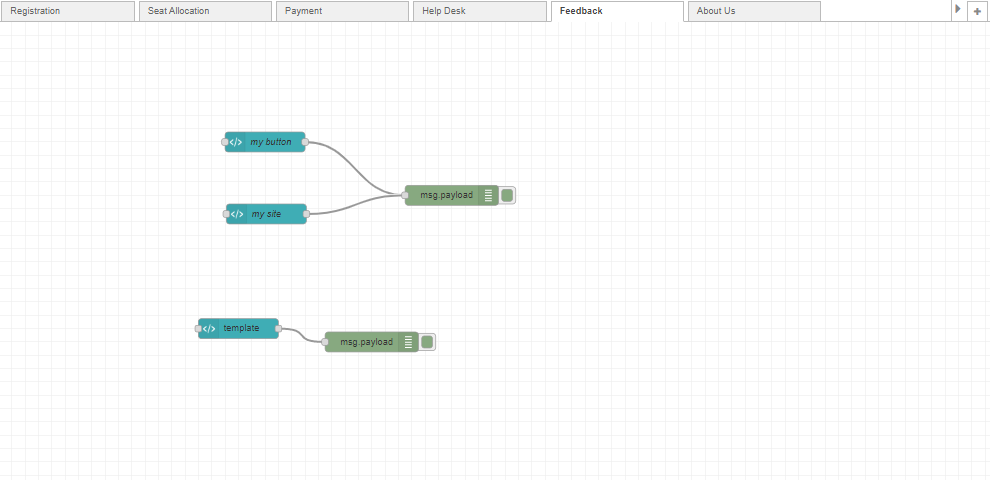 Registration
Seat Allocation
Payment
Help Desk
Feedback
About Us
my button
msg.payload
my site
template
msg.payload